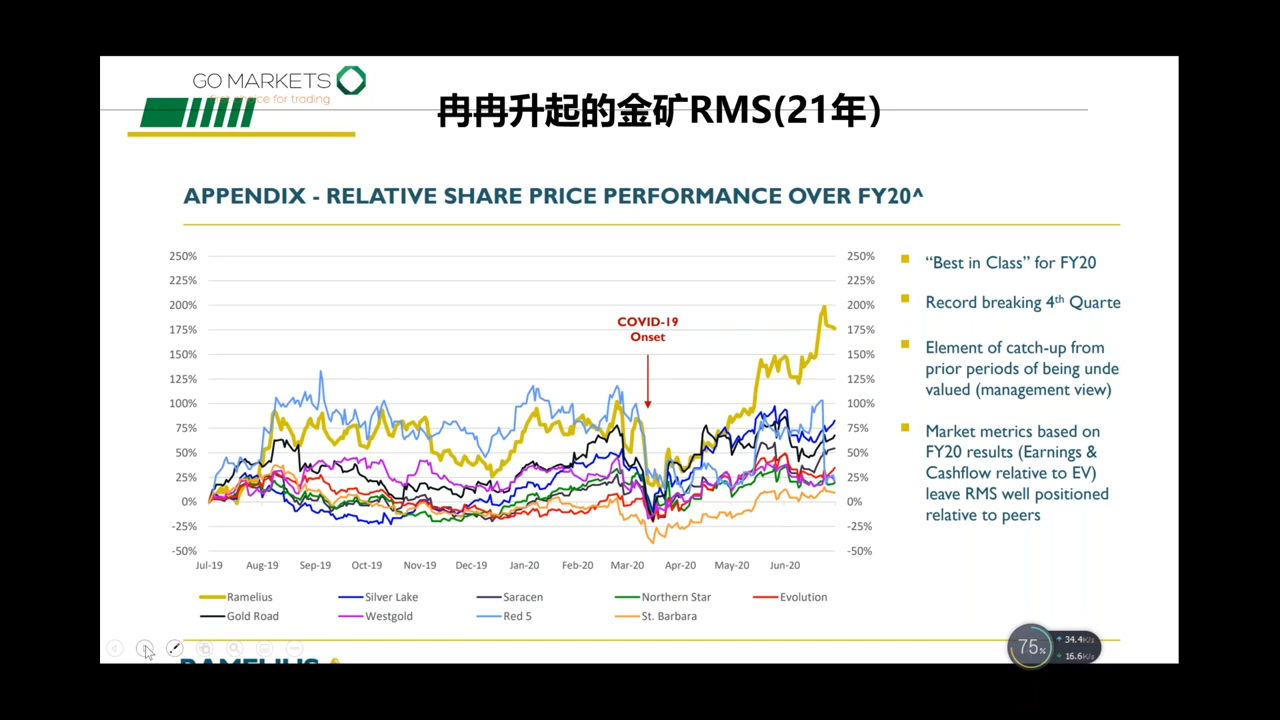 GO MARKETS
First choice for trading
冉冉升起的金矿RMS(21年)
APPENDIX - RELATIVE SHARE PRICE PERFORMANCE OVER FY20^
250%
225%
200%
175%
150%
125%
100%
75%
50%
25%
0%
-25%
-50%
COVID-19
Onset
250%
225%
200%
175%
150%
125%
100%
75%
50%
25%
0%
-25%
-50%
Jul-19 Aug-19 Sep-19 Oct-19 Nov-19 Dec-19 Jan-20 Feb-20 Mar-20 Apr-20 May-20 Jun-20
Ramelius Silver Lake Saracen Northern Star Evolution
Gold Road Westgold Red 5 St. Barbara
“Best in Class” for FY20
Record breaking 4th Quarte
Element of catch-up from
prior periods of being unde
valued (management view)
Market metrics based on
FY20 results (Earnings &
Cashflow relative to EV)
leave RMS well positioned
relative to peers
RAMELIUS
75%
34.4K/s
16.6K/s